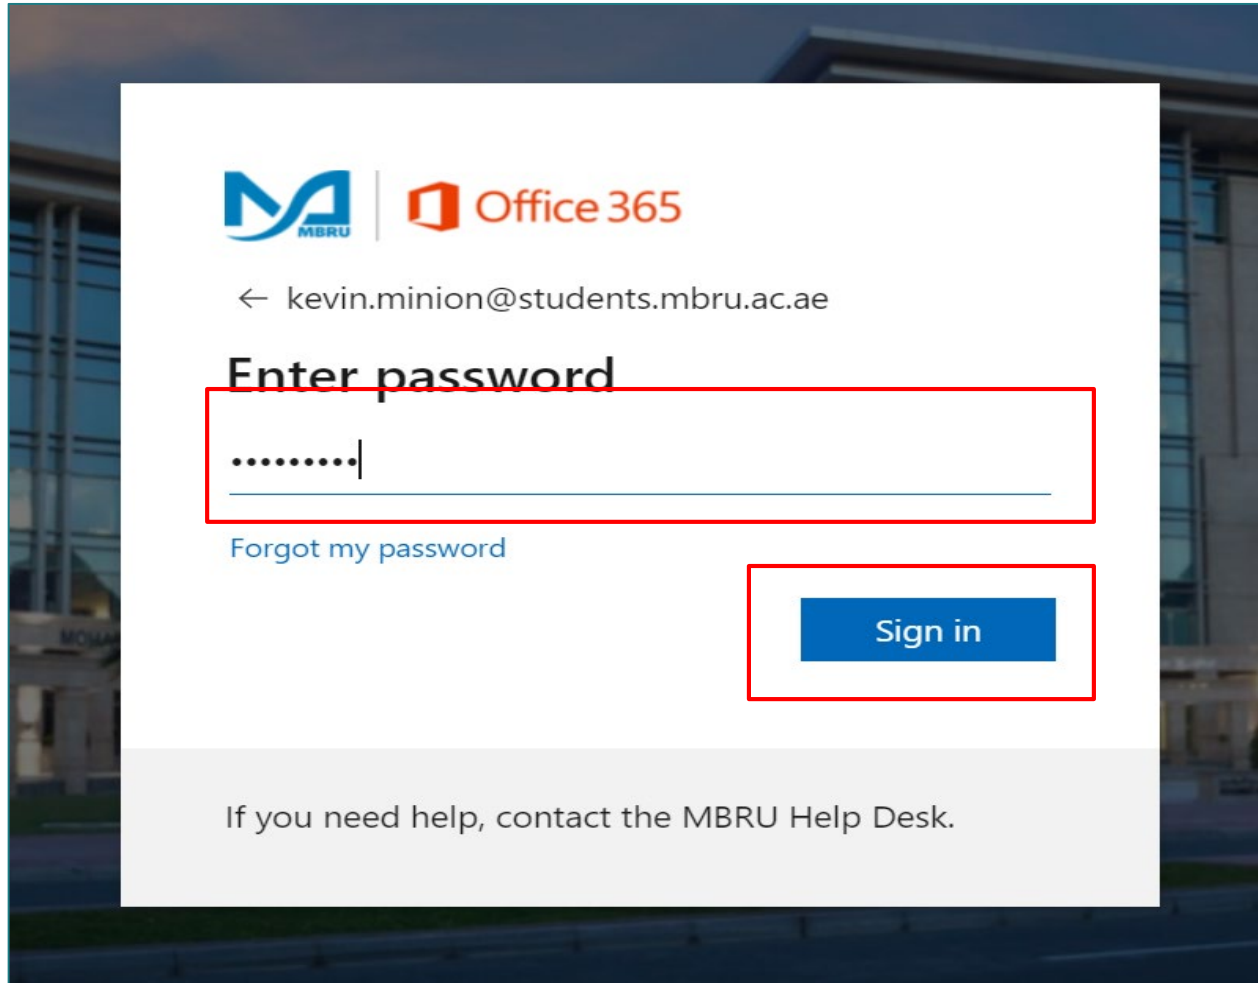 MBRU
Office 365
← kevin.minion@students.mbru.ac.ae
Enter password
•••••••••
Forgot my password
Sign in
If you need help, contact the MBRU Help Desk.